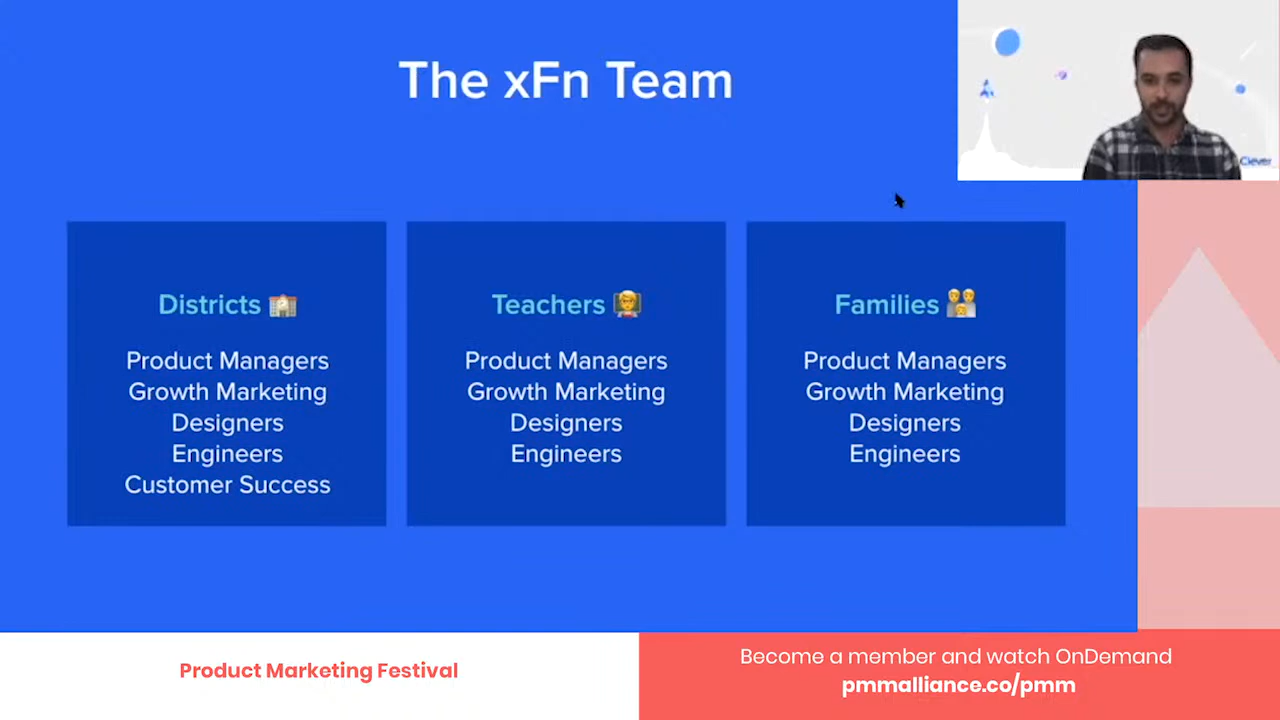 The xFn Team
Clever
Districts
Product Managers
Growth Marketing
Designers
Engineers
Customer Success
Teachers
Product Managers
Growth Marketing
Designers
Engineers
Families
Product Managers
Growth Marketing
Designers
Engineers
Product Marketing Festival
Become a member and watch OnDemand
pmmalliance.co/pmm